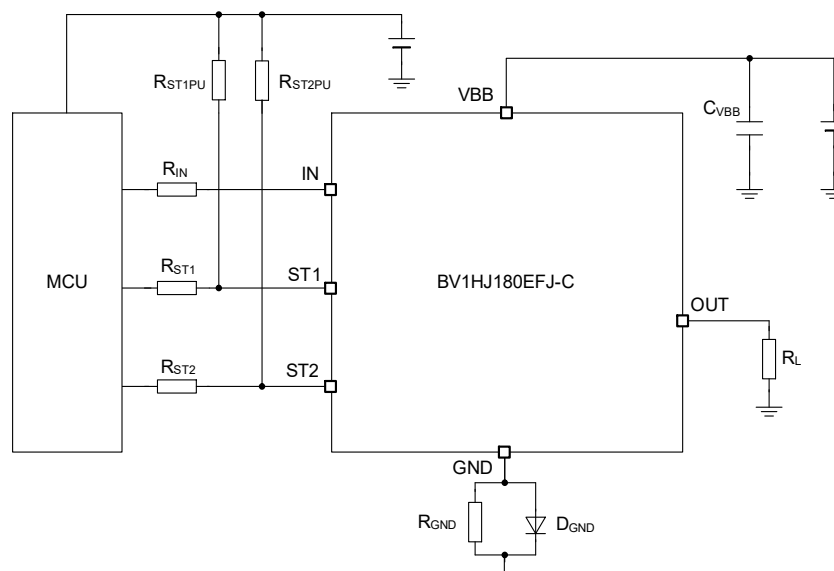 RST1PU
RST2PU
VBB
CVBB
RIN
IN
MCU
RST1
ST1
BV1HJ180EFJ-C
OUT
RL
RST2
ST2
GND
RGND
DGND